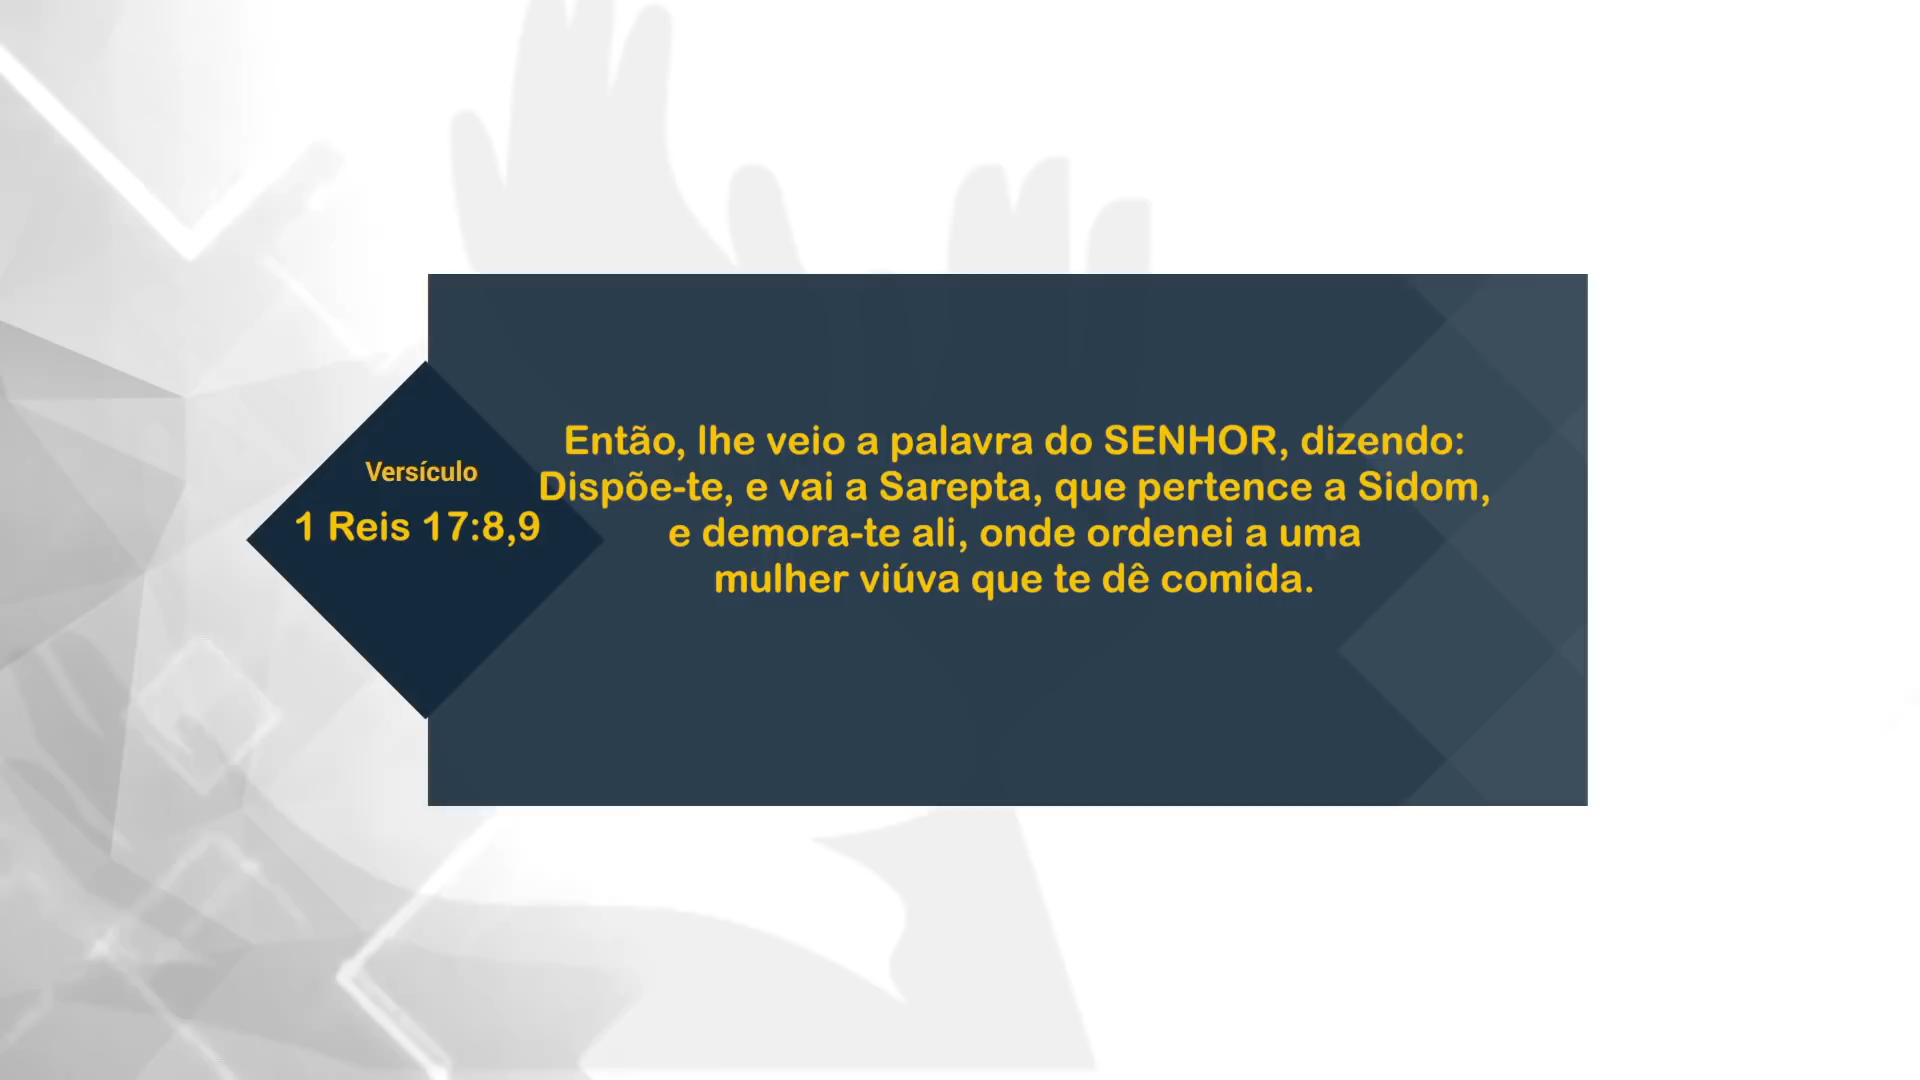 Versículo
1 Reis 17:8,9
Então, lhe veio a palavra do SENHOR, dizendo:
Dispõe-te, e vai a Sarepta, que pertence a Sidom,
e demora-te ali, onde ordenei a uma
mulher viúva que te dê comida.